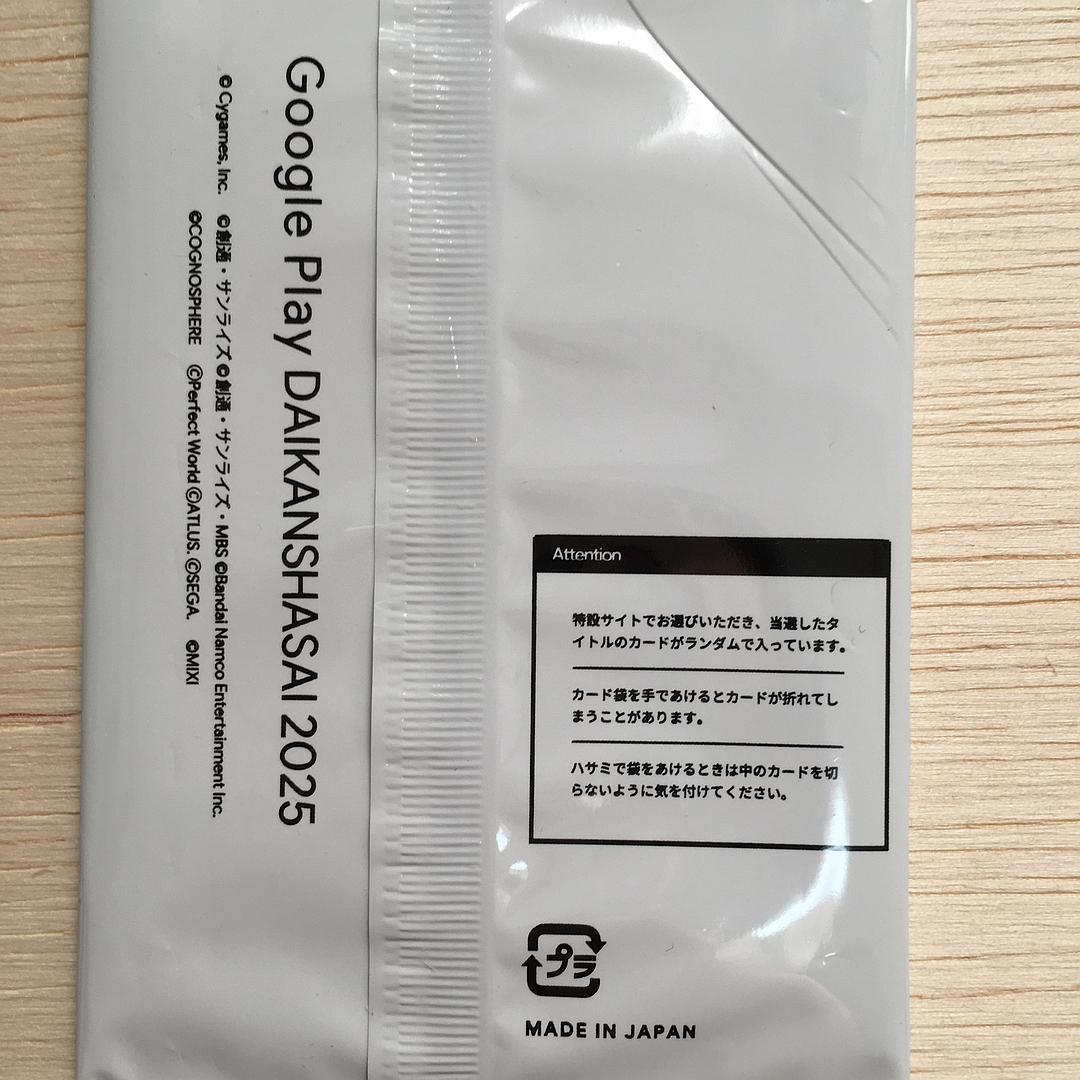 Google Play DAIKANSHASAI 2025
©Cygames, Inc. ©創通・サンライズ ©創通・サンライズ・MBS ©Bandai Namco Entertainment Inc.
©COGNOSPHERE ©Perfect World ©ATLUS. ©SEGA. ©MIXI
Attention
特設サイトでお選びいただき、当選したタ
イトルのカードがランダムで入っています。
カード袋を手であけるとカードが折れてし
まうことがあります。
ハサミで袋をあけるときは中のカードを切
らないように気を付けてください。
プラ
MADE IN JAPAN